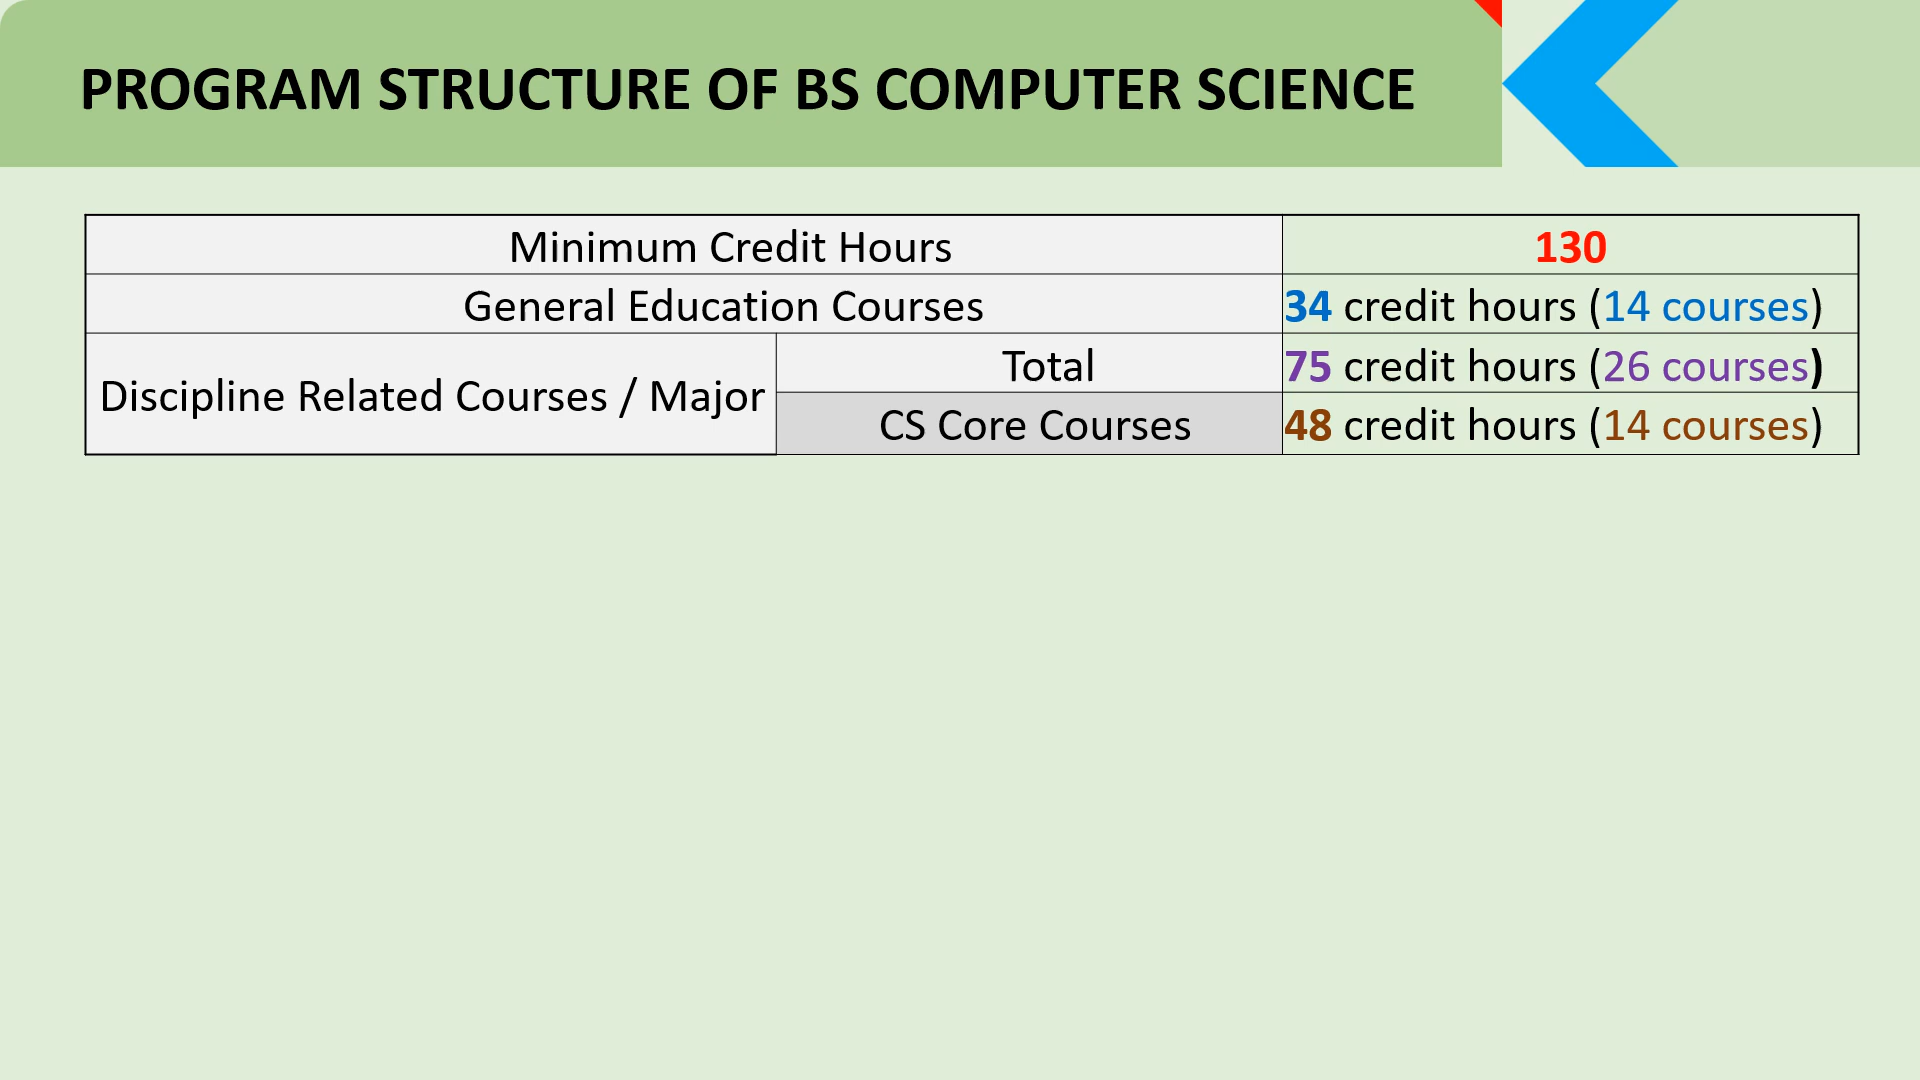 PROGRAM STRUCTURE OF BS COMPUTER SCIENCE
Minimum Credit Hours 130
General Education Courses 34 credit hours (14 courses)
Discipline Related Courses / Major
Total 75 credit hours (26 courses)
CS Core Courses 48 credit hours (14 courses)